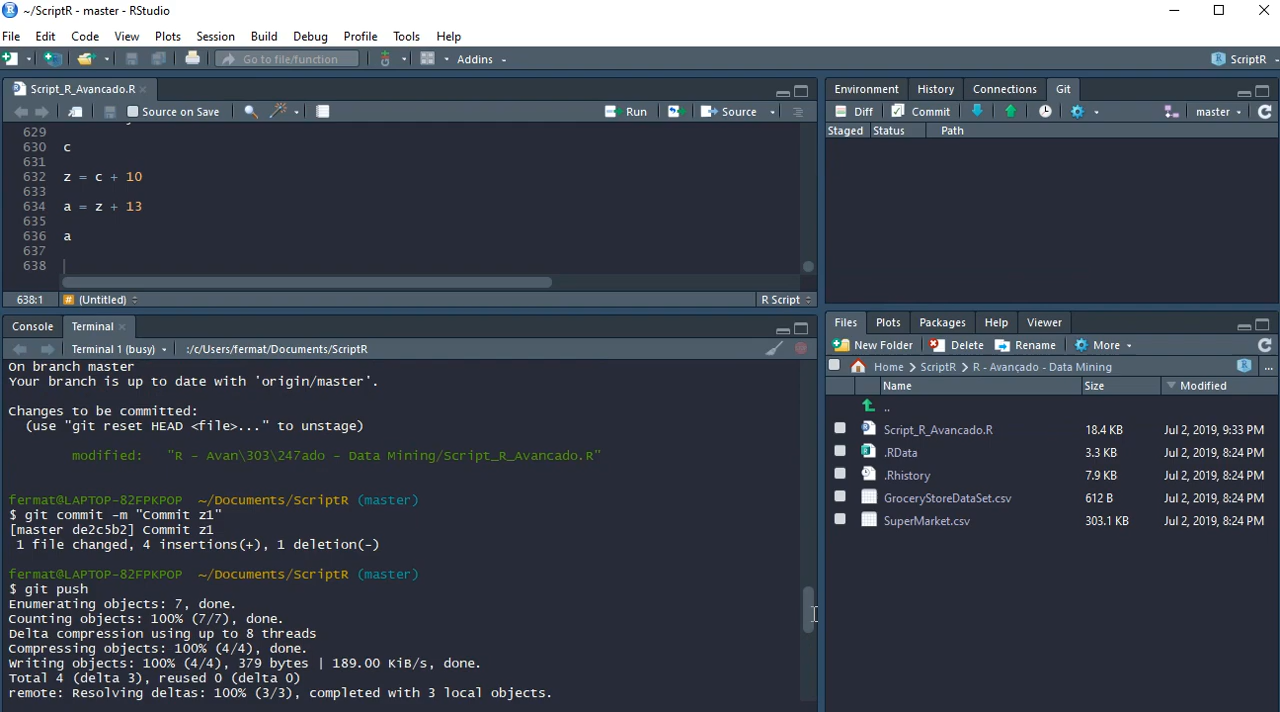 ~/ScriptR - master - RStudio
File Edit Code View Plots Session Build Debug Profile Tools Help
Go to file/function Addins ScriptR
Script_R_Avancado.R
Source on Save Run Source
629
630 c
631
632 z = c + 10
633
634 a = z + 13
635
636 a
637
638
638:1 # (Untitled) R Script
Console Terminal
Terminal 1 (busy) :/c/Users/fermat/Documents/ScriptR
On branch master
Your branch is up to date with 'origin/master'.
Changes to be committed:
(use "git reset HEAD <file>..." to unstage)
modified: "R - Avan\303\247ado - Data Mining/Script_R_Avancado.R"
fermat@LAPTOP-82FPKPOP ~/Documents/ScriptR (master)
$ git commit -m "Commit z1"
[master de2c5b2] Commit z1
1 file changed, 4 insertions(+), 1 deletion(-)
fermat@LAPTOP-82FPKPOP ~/Documents/ScriptR (master)
$ git push
Enumerating objects: 7, done.
Counting objects: 100% (7/7), done.
Delta compression using up to 8 threads
Compressing objects: 100% (4/4), done.
Writing objects: 100% (4/4), 379 bytes | 189.00 KiB/s, done.
Total 4 (delta 3), reused 0 (delta 0)
remote: Resolving deltas: 100% (3/3), completed with 3 local objects.
Environment History Connections Git
Diff Commit master
Staged Status Path
Files Plots Packages Help Viewer
New Folder Delete Rename More
Home ScriptR R - Avançado - Data Mining ...
Name Size Modified
..
Script_R_Avancado.R 18.4 KB Jul 2, 2019, 9:33 PM
.RData 3.3 KB Jul 2, 2019, 8:24 PM
.Rhistory 7.9 KB Jul 2, 2019, 8:24 PM
GroceryStoreDataSet.csv 612 B Jul 2, 2019, 8:24 PM
SuperMarket.csv 303.1 KB Jul 2, 2019, 8:24 PM